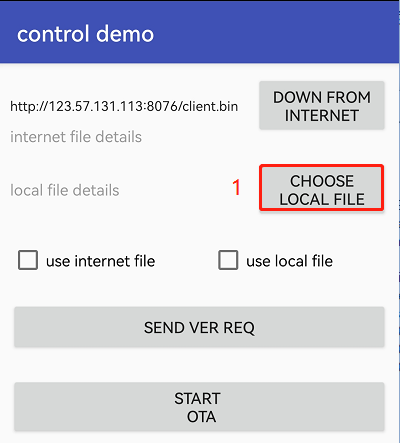 control demo
http://123.57.131.113:8076/client.bin
DOWN FROM
INTERNET
internet file details
local file details
1
CHOOSE
LOCAL FILE
use internet file
use local file
SEND VER REQ
START
OTA